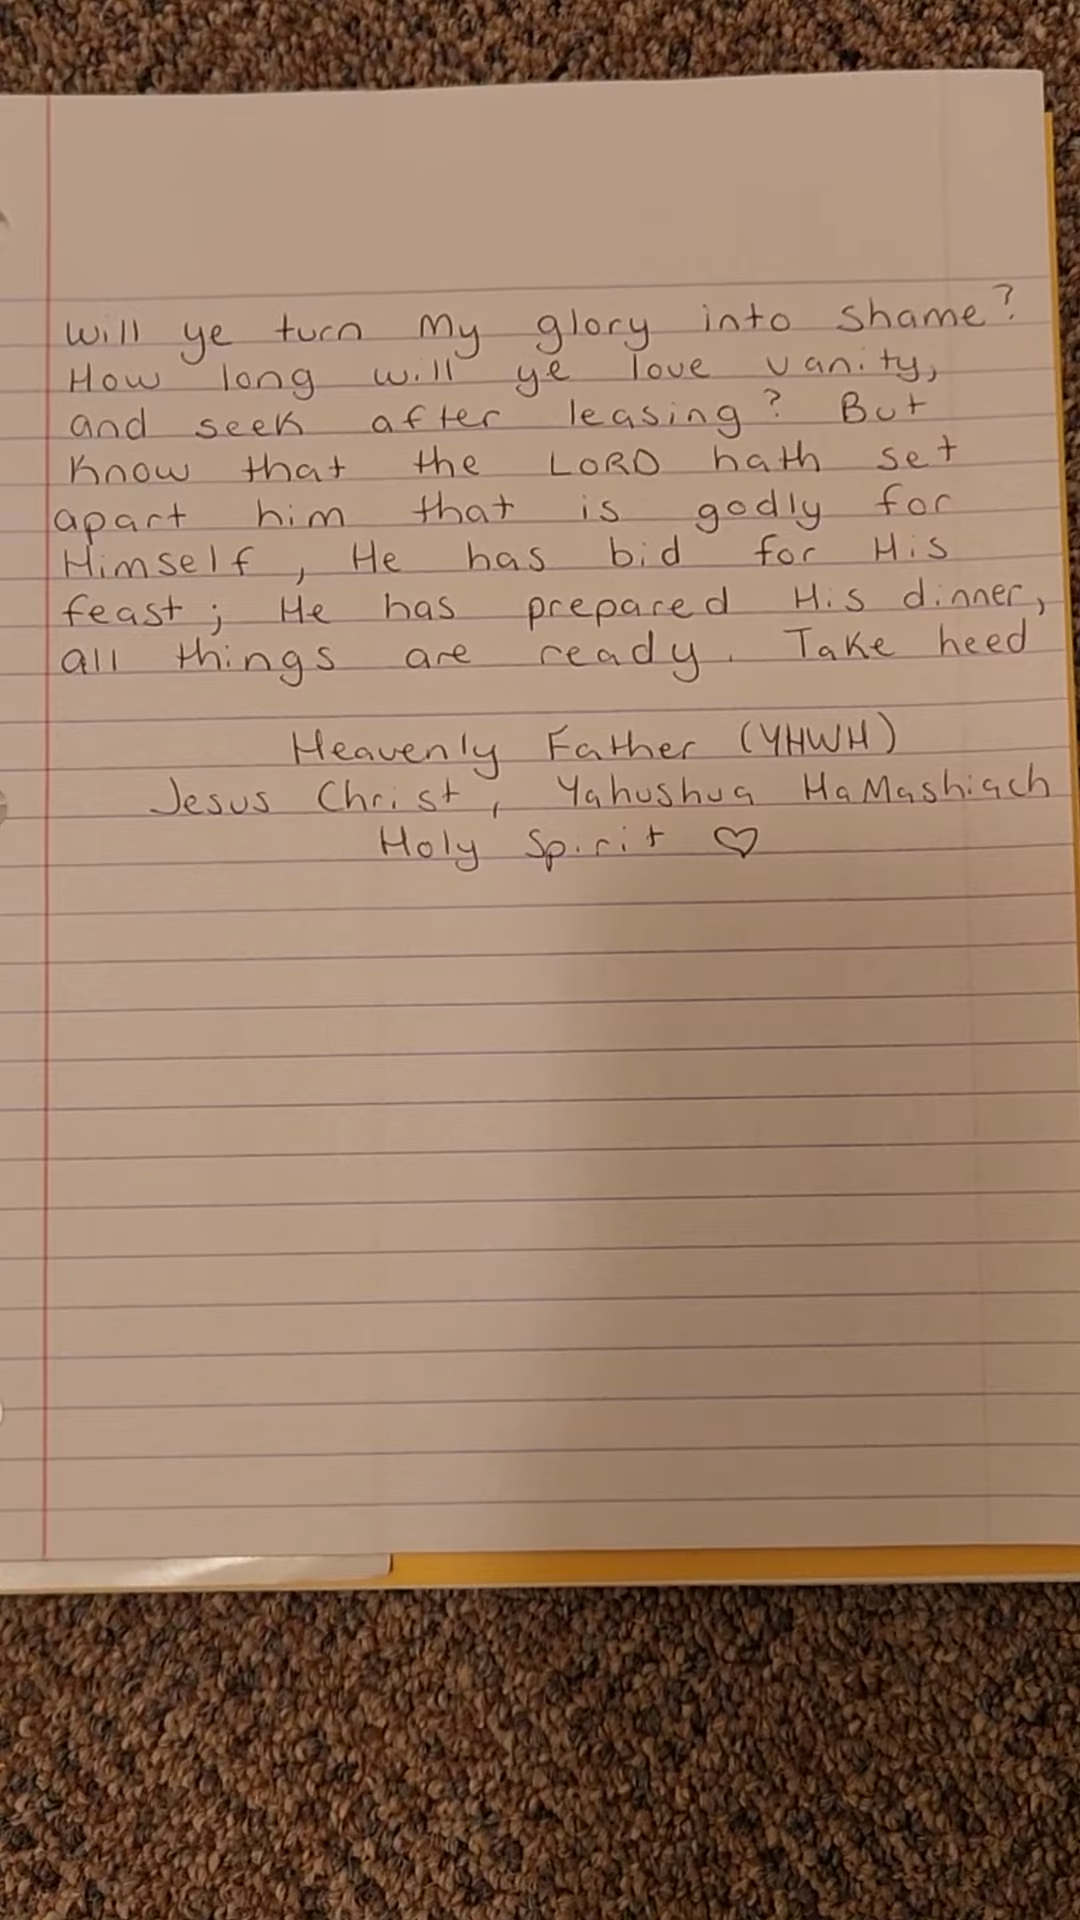 Will ye turn My glory into shame?
How long will ye love vanity,
and seek after leasing? But
Know that the LORD hath set
apart him that is godly for
Himself, He has bid for His
feast; He has prepared His dinner,
all things are ready. Take heed
Heavenly Father (YHWH)
Jesus Christ, Yahushua HaMashiach
Holy Spirit ♡